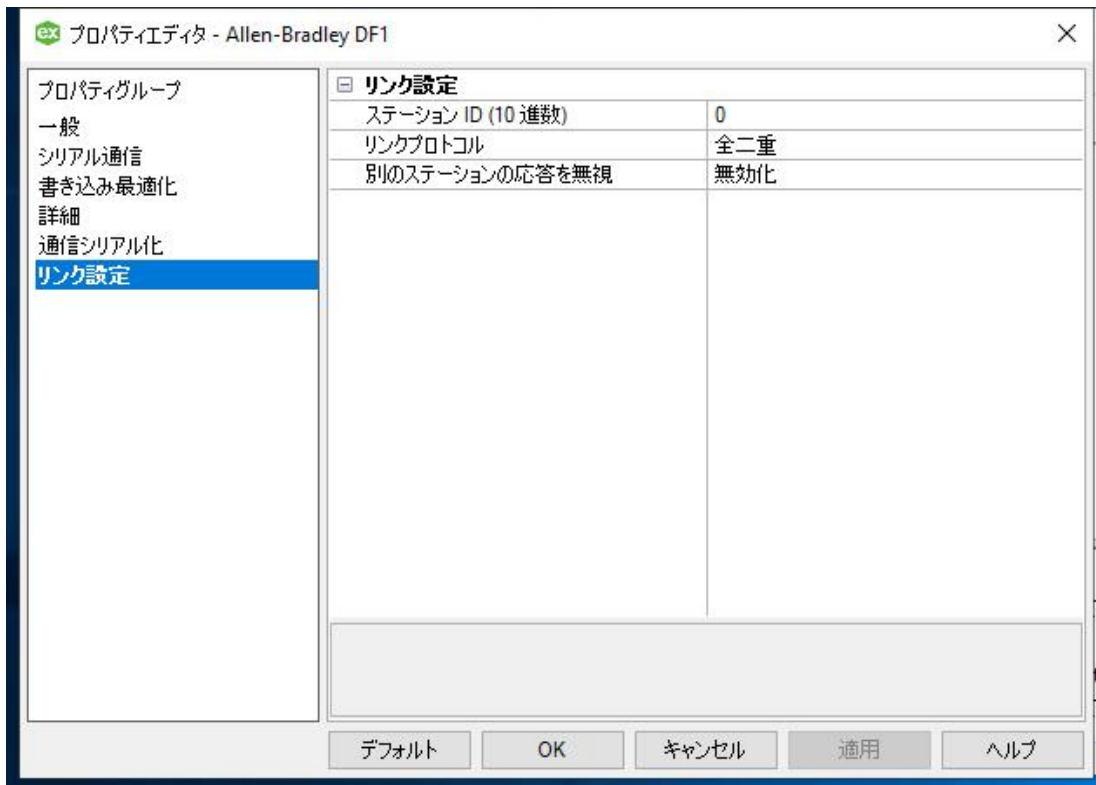 ex プロパティエディタ - Allen-Bradley DF1
プロパティグループ
一般
シリアル通信
書き込み最適化
詳細
通信シリアル化
リンク設定
リンク設定
ステーション ID (10 進数) 0
リンクプロトコル 全二重
別のステーションの応答を無視 無効化
デフォルト OK キャンセル 適用 ヘルプ